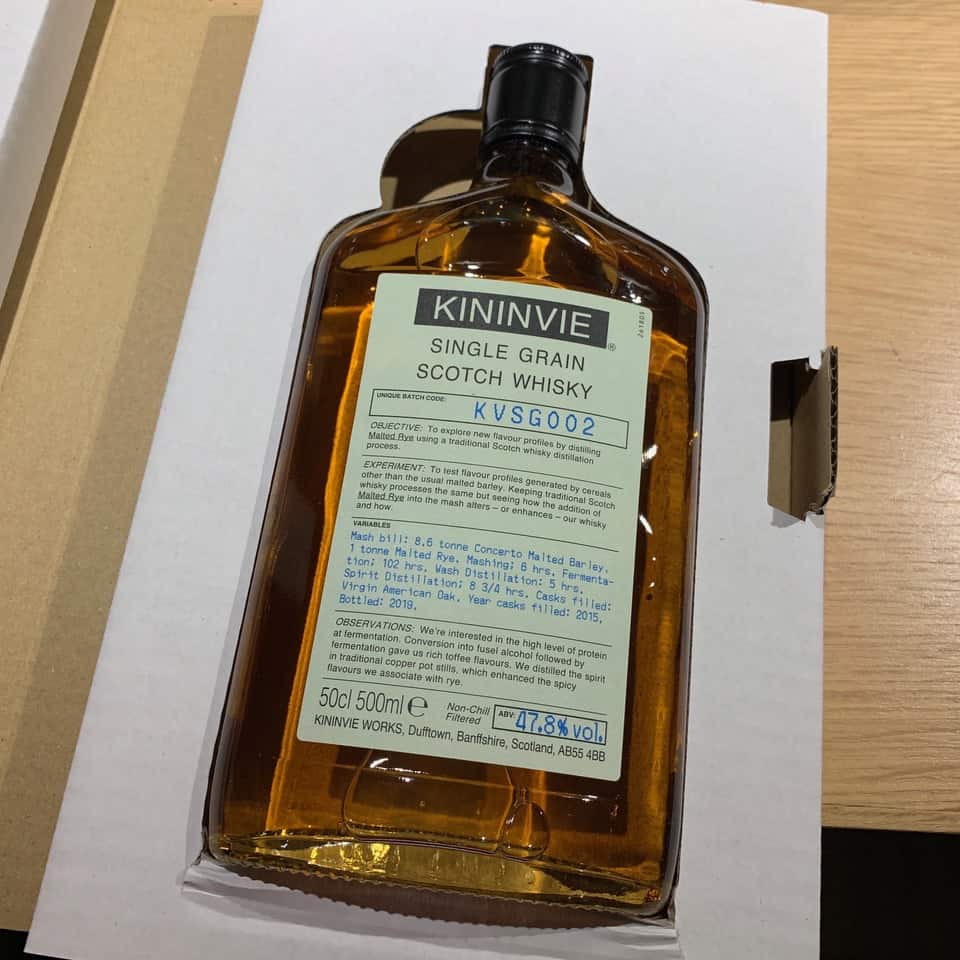 KININVIE ®
261805
SINGLE GRAIN
SCOTCH WHISKY
UNIQUE BATCH CODE:
KVSG002
OBJECTIVE: To explore new flavour profiles by distilling
Malted Rye using a traditional Scotch whisky distillation
process.
EXPERIMENT: To test flavour profiles generated by cereals
other than the usual malted barley. Keeping traditional Scotch
whisky processes the same but seeing how the addition of
Malted Rye into the mash alters – or enhances – our whisky
and how.
VARIABLES
Mash bill: 8.6 tonne Concerto Malted Barley,
1 tonne Malted Rye. Mashing: 6 hrs. Fermenta-
tion: 102 hrs. Wash Distillation: 5 hrs.
Spirit Distillation: 8 3/4 hrs. Casks filled:
Virgin American Oak. Year casks filled: 2015.
Bottled: 2019.
OBSERVATIONS: We're interested in the high level of protein
at fermentation. Conversion into fusel alcohol followed by
fermentation gave us rich toffee flavours. We distilled the spirit
in traditional copper pot stills, which enhanced the spicy
flavours we associate with rye.
50cl 500ml ℮ Non-Chill
Filtered
ABV: 47.8% vol.
KININVIE WORKS, Dufftown, Banffshire, Scotland, AB55 4BB